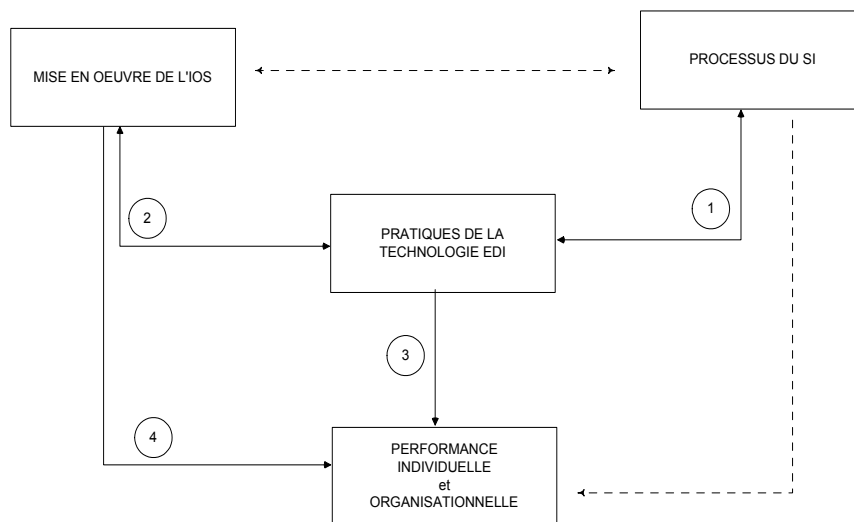 MISE EN OEUVRE DE L'IOS
PROCESSUS DU SI
1
2
PRATIQUES DE LA
TECHNOLOGIE EDI
3
4
PERFORMANCE
INDIVIDUELLE
et
ORGANISATIONNELLE